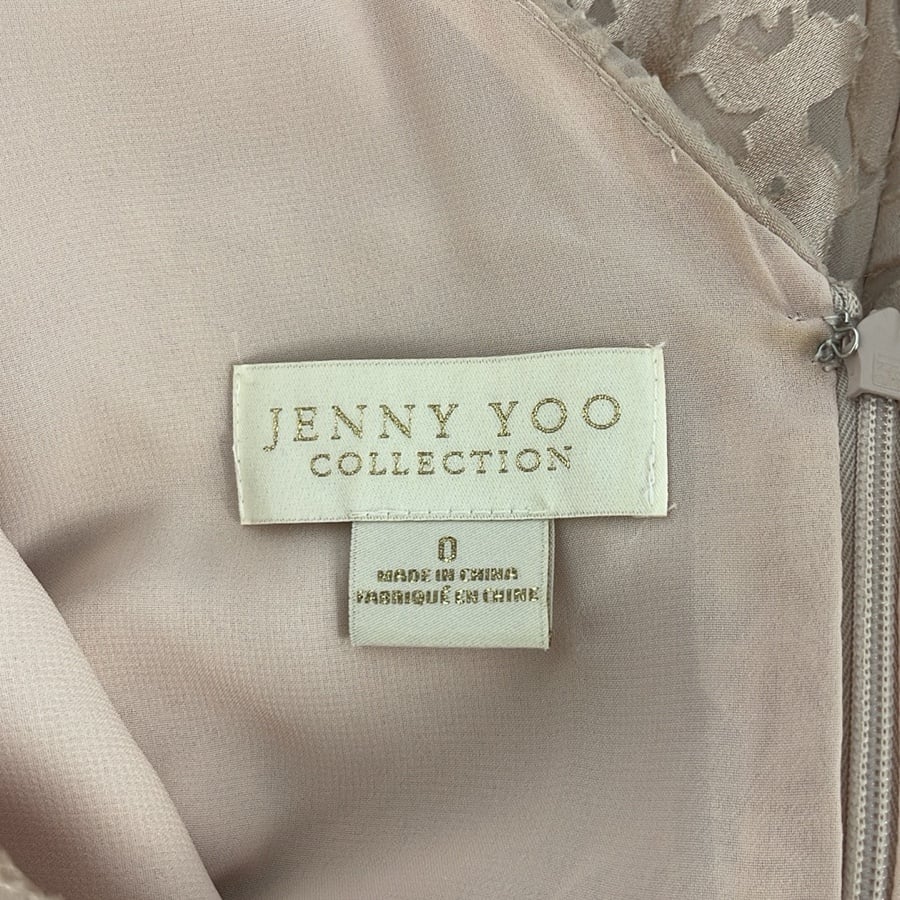 JENNY YOO
COLLECTION
0
MADE IN CHINA
FABRIQUÉ EN CHINE